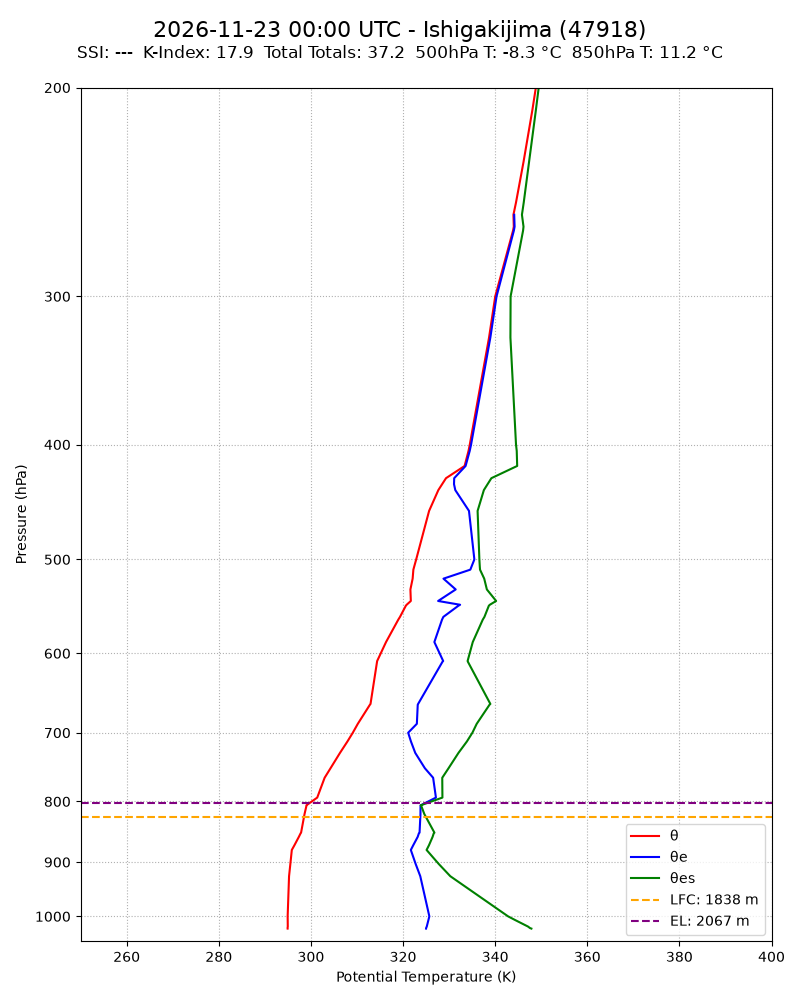 2026-11-23 00:00 UTC - Ishigakijima (47918)
SSI: --- K-Index: 17.9 Total Totals: 37.2 500hPa T: -8.3 °C 850hPa T: 11.2 °C
200
300
400
500
600
700
800
900
1000
Pressure (hPa)
θ
θe
θes
LFC: 1838 m
EL: 2067 m
260 280 300 320 340 360 380 400
Potential Temperature (K)